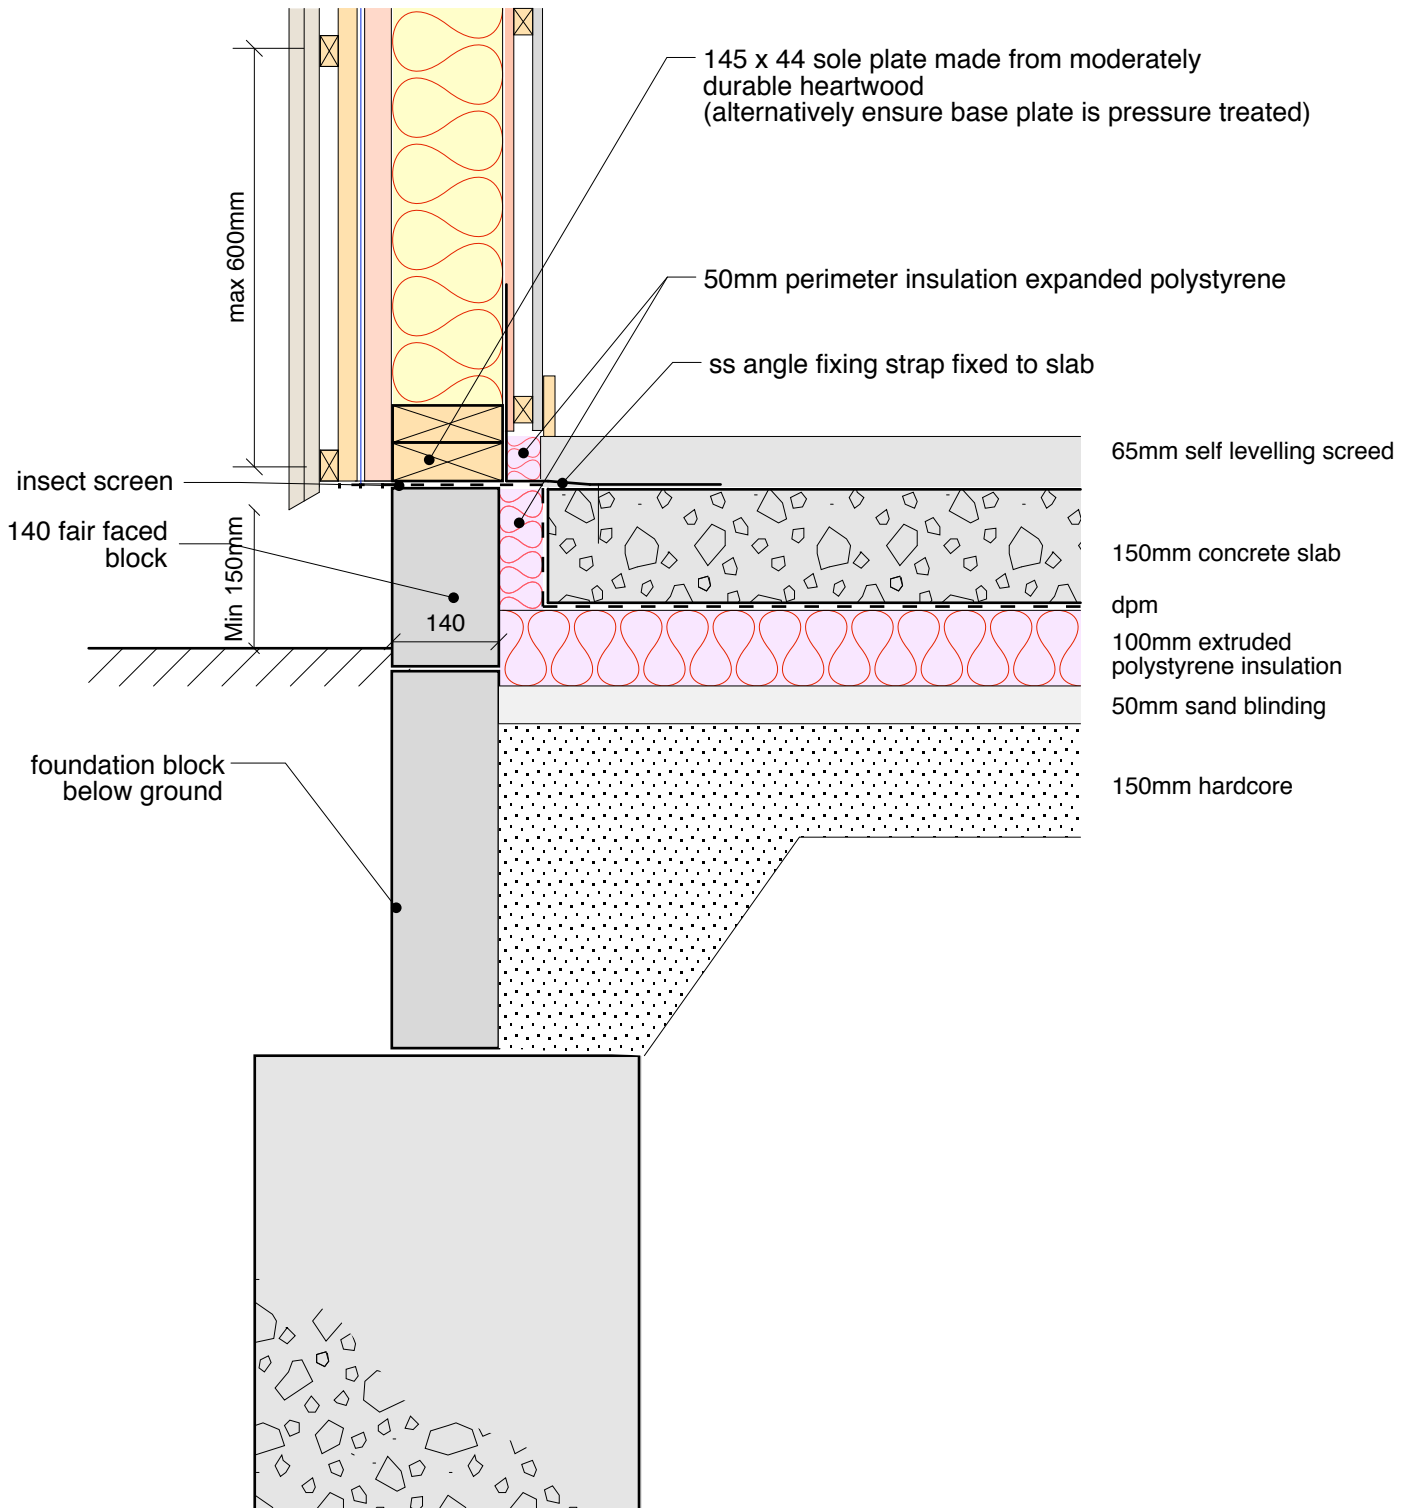 145 x 44 sole plate made from moderately
durable heartwood
(alternatively ensure base plate is pressure treated)
max 600mm
50mm perimeter insulation expanded polystyrene
ss angle fixing strap fixed to slab
65mm self levelling screed
insect screen
140 fair faced
block
Min 150mm
150mm concrete slab
dpm
140
100mm extruded
polystyrene insulation
50mm sand blinding
foundation block
below ground
150mm hardcore